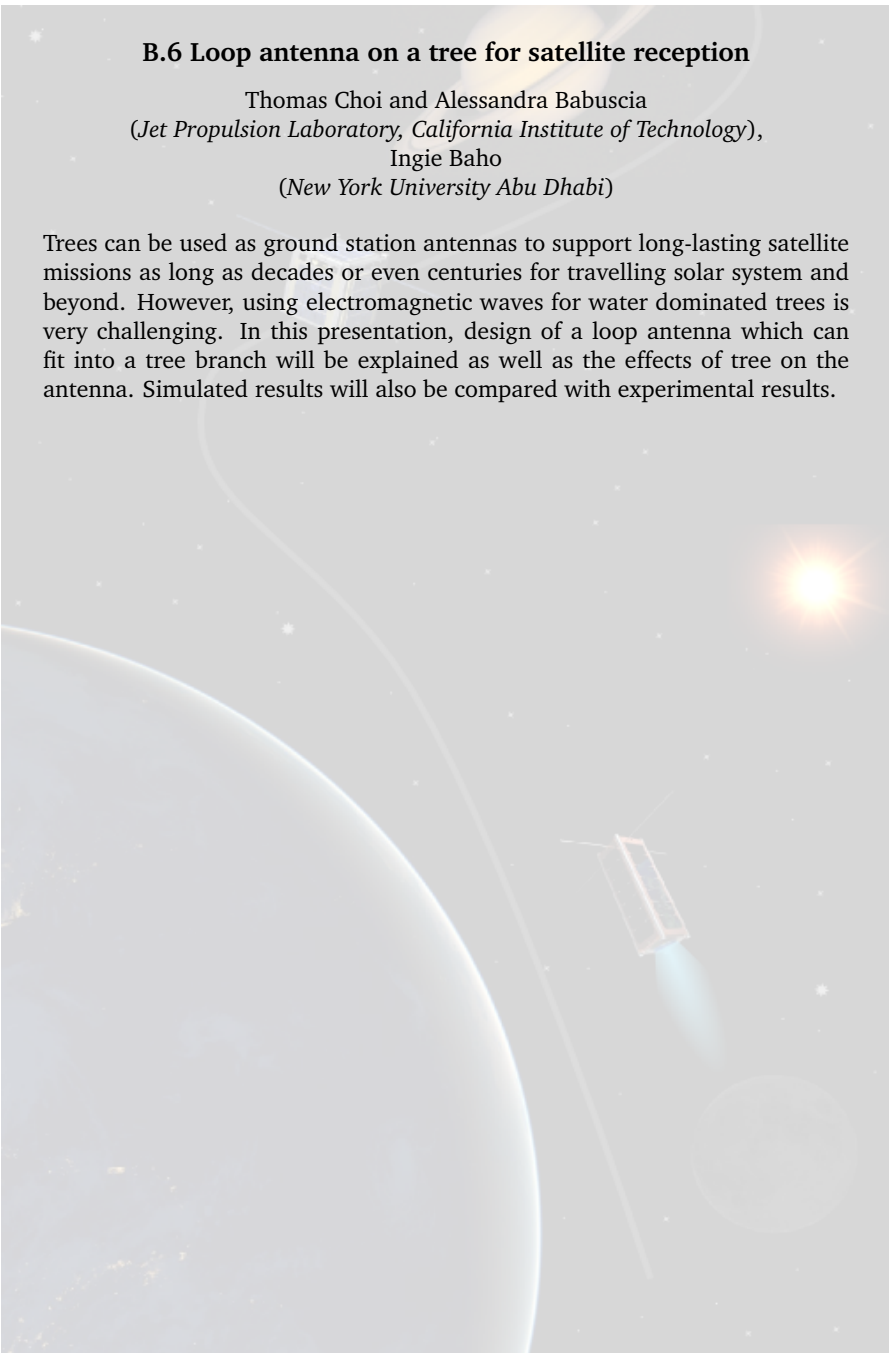 B.6 Loop antenna on a tree for satellite reception
Thomas Choi and Alessandra Babuscia
(Jet Propulsion Laboratory, California Institute of Technology),
Ingie Baho
(New York University Abu Dhabi)
Trees can be used as ground station antennas to support long-lasting satellite
missions as long as decades or even centuries for travelling solar system and
beyond. However, using electromagnetic waves for water dominated trees is
very challenging. In this presentation, design of a loop antenna which can
fit into a tree branch will be explained as well as the effects of tree on the
antenna. Simulated results will also be compared with experimental results.